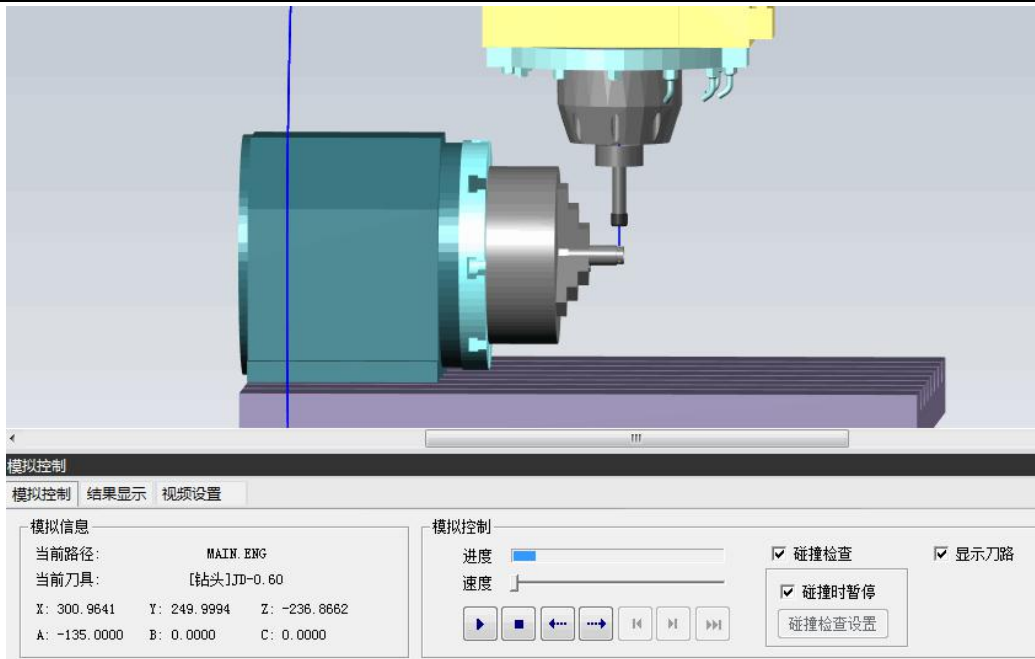 模拟控制
模拟控制 结果显示 视频设置
模拟信息
当前路径: MAIN.ENG
当前刀具: [钻头]JD-0.60
X: 300.9641 Y: 249.9994 Z: -236.8662
A: -135.0000 B: 0.0000 C: 0.0000
模拟控制
进度
速度
碰撞检查
显示刀路
碰撞时暂停
碰撞检查设置